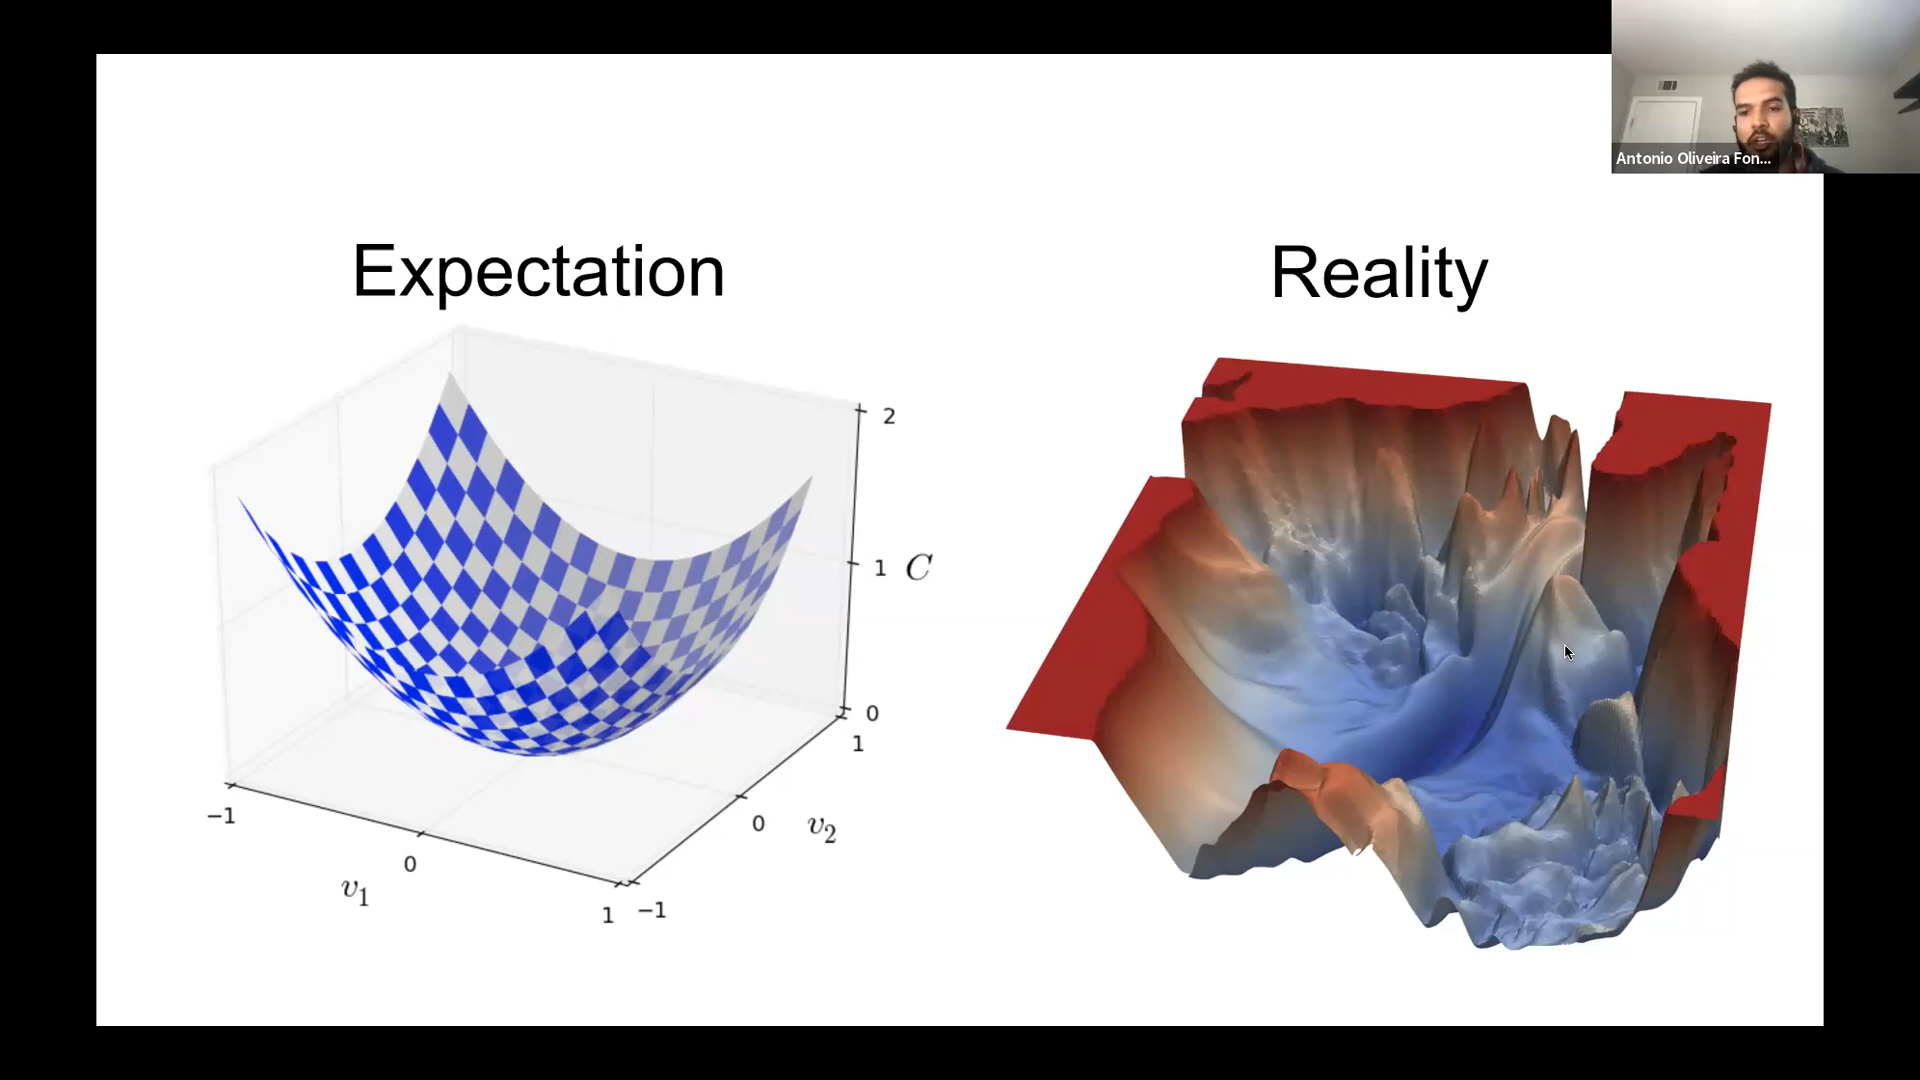 Antonio Oliveira Fon...
Expectation
Reality
2
1 C
0
1
−1
0
v2
0
v1
1 −1